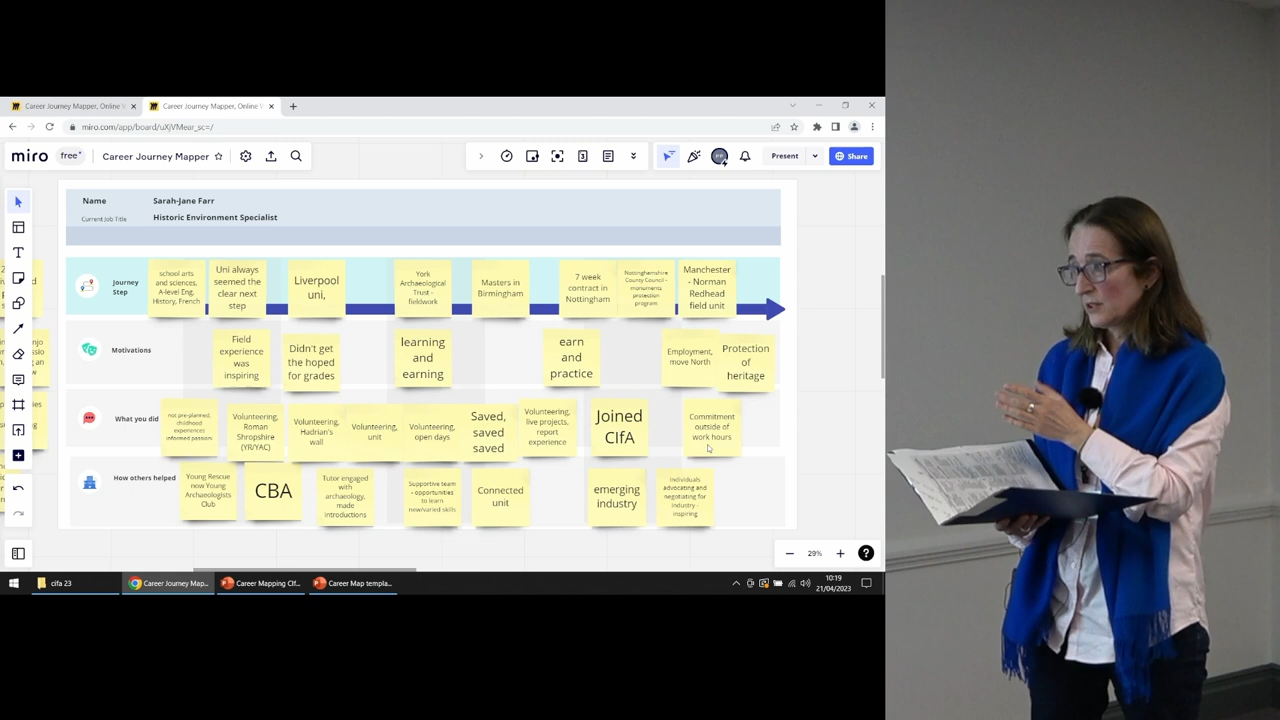 Career Journey Mapper, Online
Career Journey Mapper, Online
miro.com/app/board/uXjVMear_sc=/
miro
free
Career Journey Mapper
Present
Share
Name
Sarah-Jane Farr
Current Job Title
Historic Environment Specialist
Journey
Step
school arts
and sciences,
A-level Eng,
History, French
Uni always
seemed the
clear next
step
Liverpool
uni,
York
Archaeological
Trust -
fieldwork
Masters in
Birmingham
7 week
contract in
Nottingham
Nottinghamshire
County Council -
monuments
protection
program
Manchester
- Norman
Redhead
field unit
Motivations
Field
experience
was
inspiring
Didn't get
the hoped
for grades
learning
and
earning
earn
and
practice
Employment,
move North
Protection
of
heritage
What you did
not pre-planned,
childhood
experiences
informed passion
Volunteering,
Roman
Shropshire
(YR/YAC)
Volunteering,
Hadrian's
wall
Volunteering,
unit
Volunteering,
open days
Saved,
saved
saved
Volunteering,
live projects,
report
experience
Joined
CIfA
Commitment
outside of
work hours
How others helped
Young Rescue
now Young
Archaeologists
Club
CBA
Tutor engaged
with
archaeology,
made
introductions
Supportive team
- opportunities
to learn
new/varied skills
Connected
unit
emerging
industry
Individuals
advocating and
negotiating for
industry -
inspiring
29%
cifa 23
Career Journey Map...
Career Mapping CIf...
Career Map templa...
10:19
21/04/2023